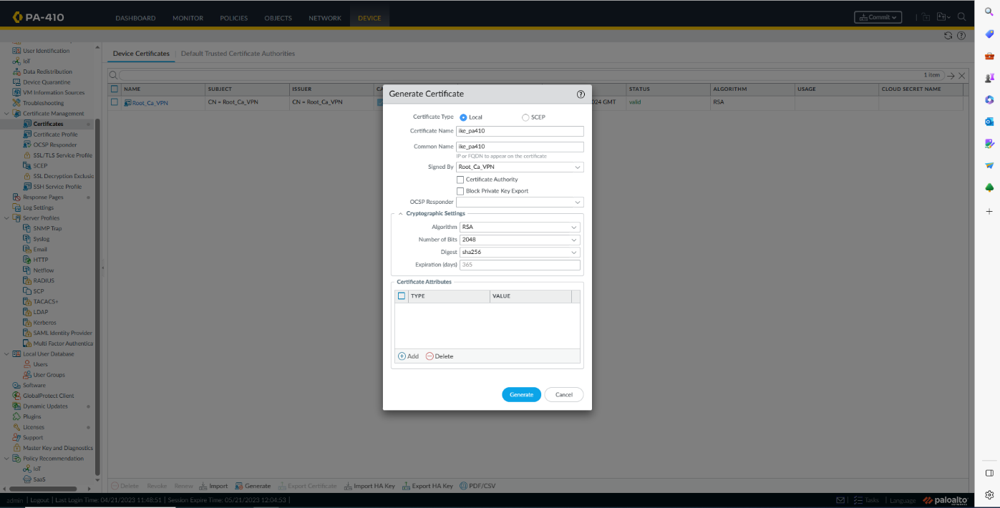 PA-410
DASHBOARD MONITOR POLICIES OBJECTS NETWORK DEVICE
Commit
User Identification
IoT
Data Redistribution
Device Quarantine
VM Information Sources
Troubleshooting
Certificate Management
Certificates
Certificate Profile
OCSP Responder
SSL/TLS Service Profile
SCEP
SSL Decryption Exclusio
SSH Service Profile
Response Pages
Log Settings
Server Profiles
SNMP Trap
Syslog
Email
HTTP
Netflow
RADIUS
SCP
TACACS+
LDAP
Kerberos
SAML Identity Provider
Multi Factor Authentica
Local User Database
Users
User Groups
Software
GlobalProtect Client
Dynamic Updates
Plugins
Licenses
Support
Master Key and Diagnostics
Policy Recommendation
IoT
SaaS
Device Certificates Default Trusted Certificate Authorities
1 item
NAME SUBJECT ISSUER CA STATUS ALGORITHM USAGE CLOUD SECRET NAME
Root_Ca_VPN CN = Root_Ca_VPN CN = Root_Ca_VPN 024 GMT valid RSA
Generate Certificate
Certificate Type Local SCEP
Certificate Name ike_pa410
Common Name ike_pa410
IP or FQDN to appear on the certificate
Signed By Root_Ca_VPN
Certificate Authority
Block Private Key Export
OCSP Responder
Cryptographic Settings
Algorithm RSA
Number of Bits 2048
Digest sha256
Expiration (days) 365
Certificate Attributes
TYPE VALUE
Add Delete
Generate Cancel
Delete Revoke Renew Import Generate Export Certificate Import HA Key Export HA Key PDF/CSV
admin | Logout | Last Login Time: 04/21/2023 11:48:51 | Session Expire Time: 05/21/2023 12:04:53 |
Tasks | Language paloalto
NETWORKS